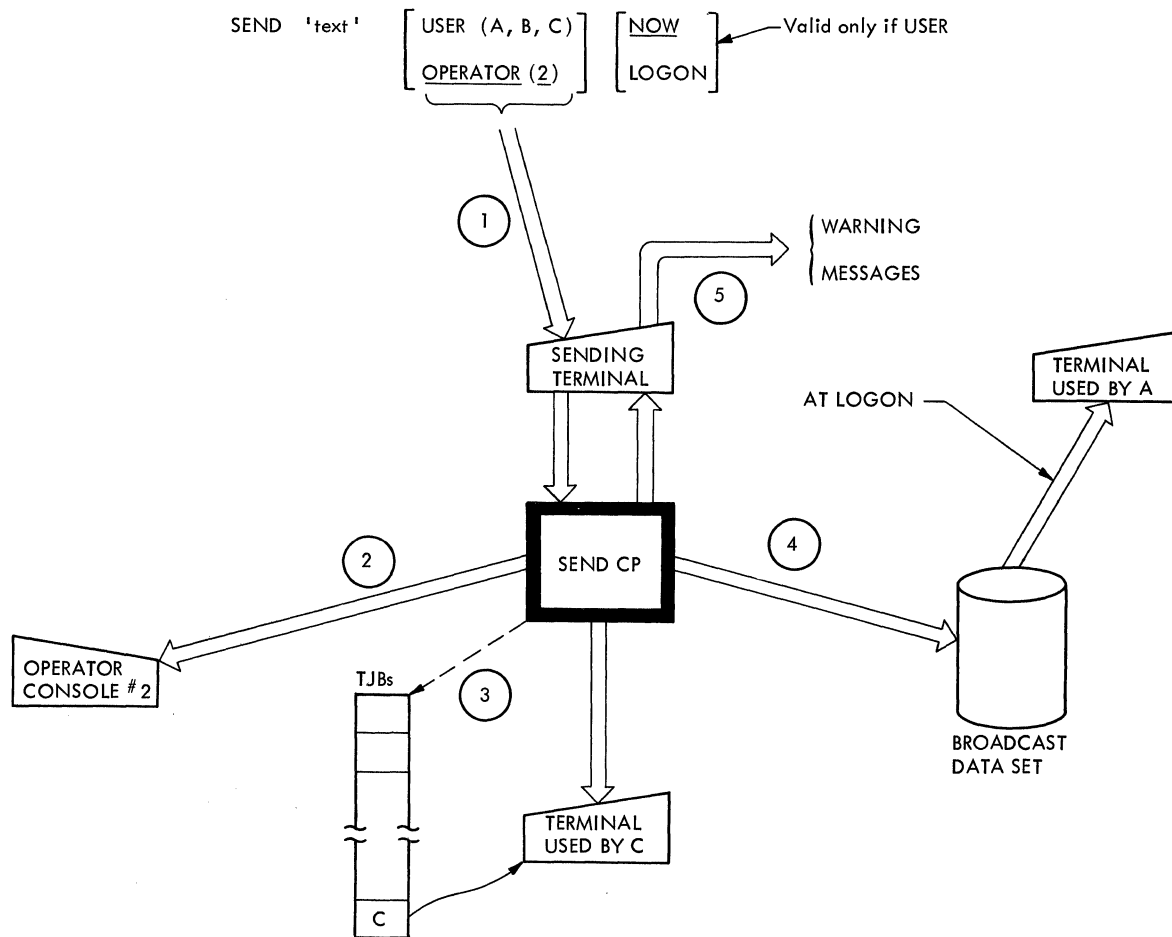 SEND 'text' [ USER (A, B, C) ] [ NOW ] Valid only if USER
[ OPERATOR (2) ] [ LOGON ]
1
WARNING
MESSAGES
5
SENDING
TERMINAL
TERMINAL
USED BY A
AT LOGON
2
SEND CP
4
OPERATOR
CONSOLE #2
TJBs
3
BROADCAST
DATA SET
TERMINAL
USED BY C
C